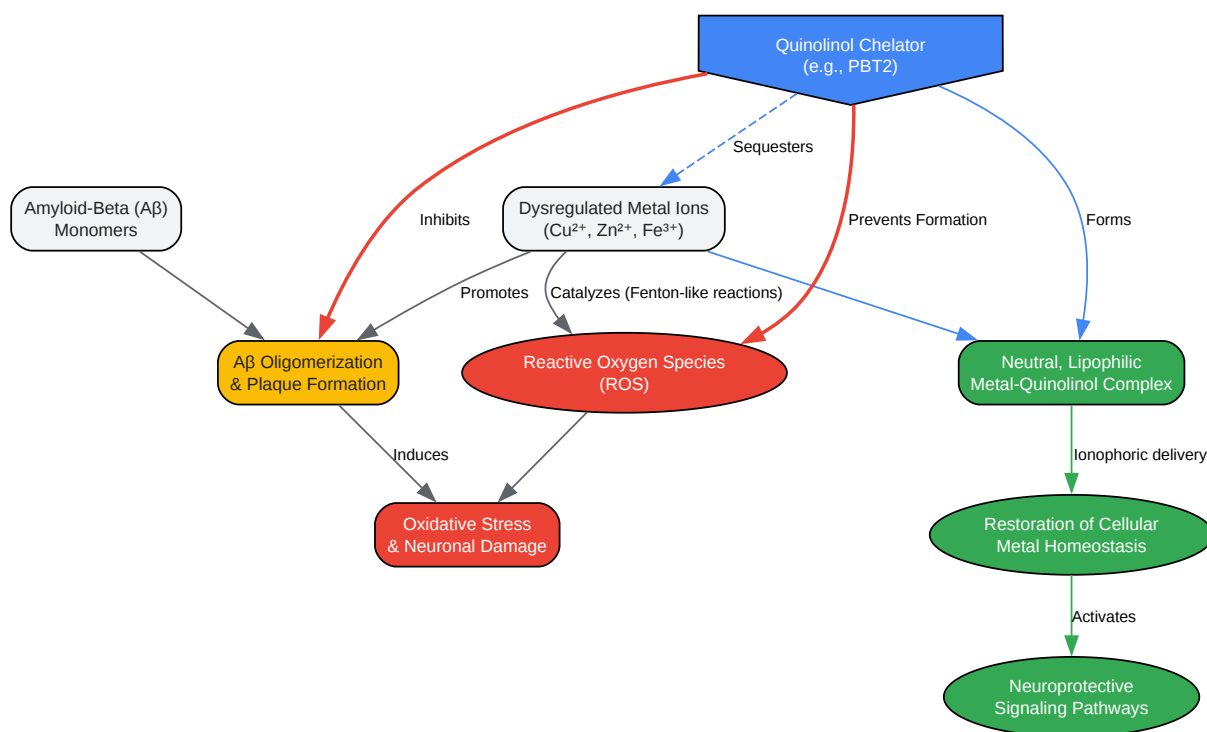 Quinolinol Chelator
(e.g., PBT2)
Sequesters
Amyloid-Beta (Aβ)
Monomers
Dysregulated Metal Ions
(Cu²⁺, Zn²⁺, Fe³⁺)
Inhibits
Prevents Formation
Forms
Promotes
Catalyzes (Fenton-like reactions)
Aβ Oligomerization
& Plaque Formation
Reactive Oxygen Species
(ROS)
Neutral, Lipophilic
Metal-Quinolinol Complex
Induces
Ionophoric delivery
Oxidative Stress
& Neuronal Damage
Restoration of Cellular
Metal Homeostasis
Activates
Neuroprotective
Signaling Pathways